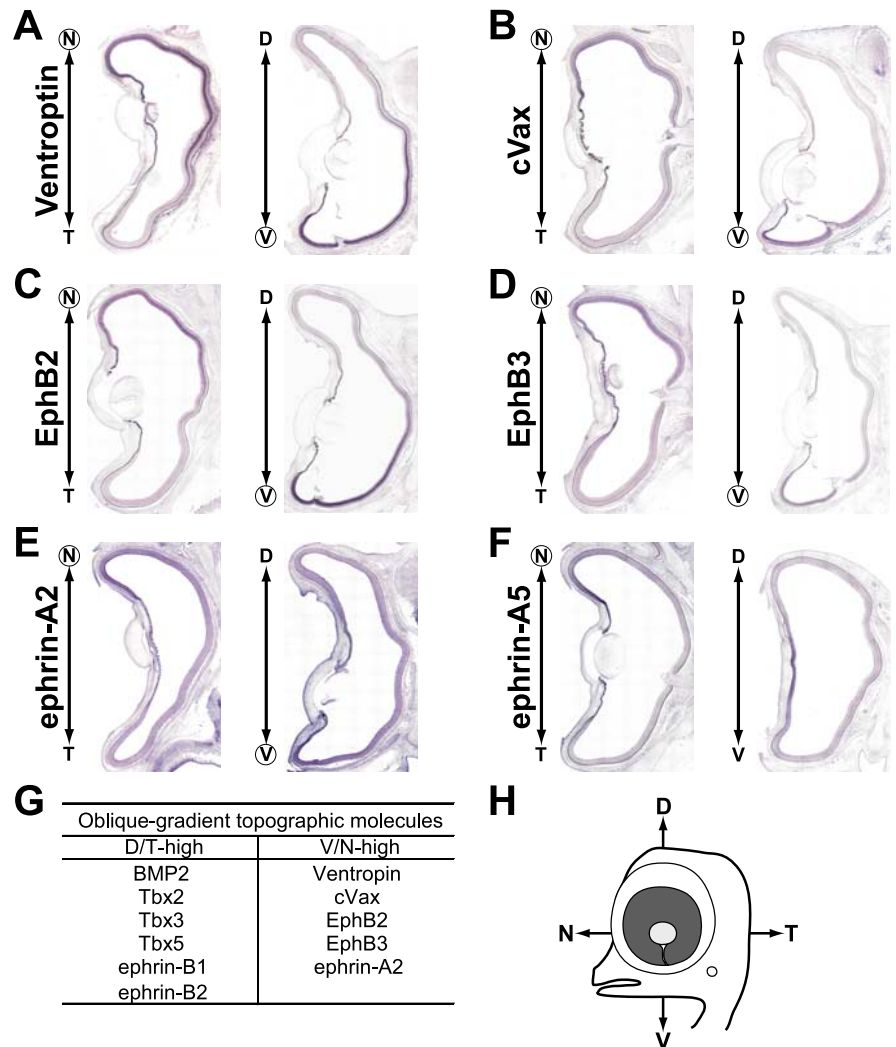 A
N
T
Ventroptin
D
V
B
N
T
cVax
D
V
C
N
T
EphB2
D
V
D
N
T
EphB3
D
V
E
N
T
ephrin-A2
D
V
F
N
T
ephrin-A5
D
V
G
Oblique-gradient topographic molecules
D/T-high V/N-high
BMP2 Ventropin
Tbx2 cVax
Tbx3 EphB2
Tbx5 EphB3
ephrin-B1 ephrin-A2
ephrin-B2
H
D
N
T
V